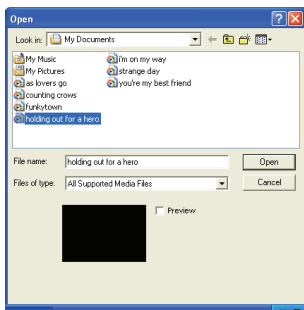 Open
Look in: My Documents
My Music
My Pictures
as lovers go
counting crows
funkytown
holding out for a hero
i'm on my way
strange day
you're my best friend
File name: holding out for a hero Open
Files of type: All Supported Media Files Cancel
Preview